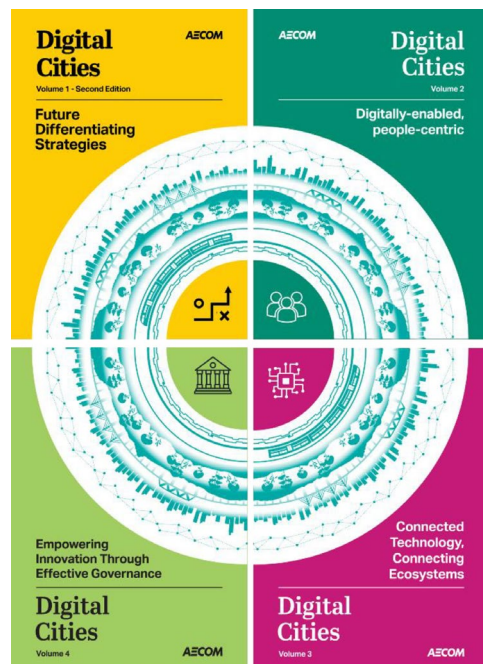 Digital
Cities
AECOM
Volume 1 - Second Edition
Future
Differentiating
Strategies
AECOM
Digital
Cities
Volume 2
Digitally-enabled,
people-centric
Empowering
Innovation Through
Effective Governance
Digital
Cities
Volume 4
AECOM
Connected
Technology,
Connecting
Ecosystems
Digital
Cities
Volume 3
AECOM